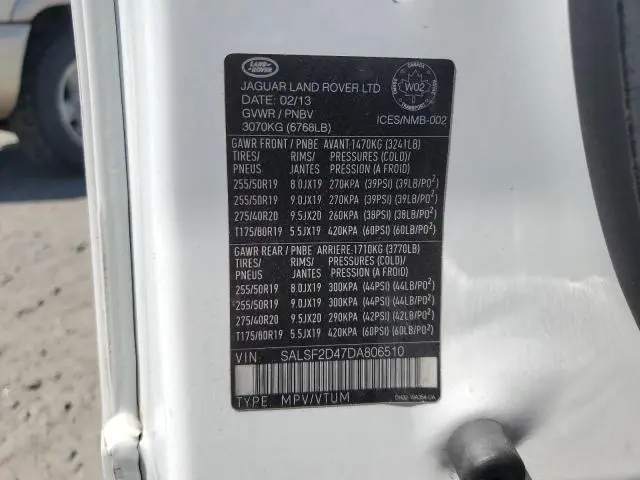 LAND ROVER
JAGUAR LAND ROVER LTD
DATE: 02/13
GVWR / PNBV
3070KG (6768LB)
CANADA
W02
TRANSPORT
ICES/NMB-002
GAWR FRONT / PNBE AVANT 1470KG (3241LB)
TIRES/ RIMS/ PRESSURES (COLD)/
PNEUS JANTES PRESSION (A FROID)
255/50R19 8.0JX19 270KPA (39PSI) (39LB/PO²)
255/50R19 9.0JX19 270KPA (39PSI) (39LB/PO²)
275/40R20 9.5JX20 260KPA (38PSI) (38LB/PO²)
T175/80R19 5.5JX19 420KPA (60PSI) (60LB/PO²)
GAWR REAR / PNBE ARRIERE 1710KG (3770LB)
TIRES/ RIMS/ PRESSURES (COLD)/
PNEUS JANTES PRESSION (A FROID)
255/50R19 8.0JX19 300KPA (44PSI) (44LB/PO²)
255/50R19 9.0JX19 300KPA (44PSI) (44LB/PO²)
275/40R20 9.5JX20 290KPA (42PSI) (42LB/PO²)
T175/80R19 5.5JX19 420KPA (60PSI) (60LB/PO²)
VIN: SALSF2D47DA806510
TYPE: MPV/VTUM